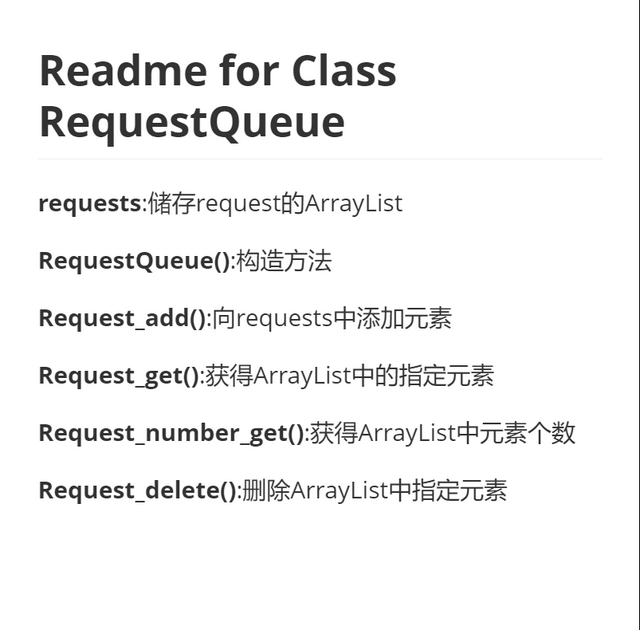 Readme for Class
RequestQueue
requests:储存request的ArrayList
RequestQueue():构造方法
Request_add():向requests中添加元素
Request_get():获得ArrayList中的指定元素
Request_number_get():获得ArrayList中元素个数
Request_delete():删除ArrayList中指定元素